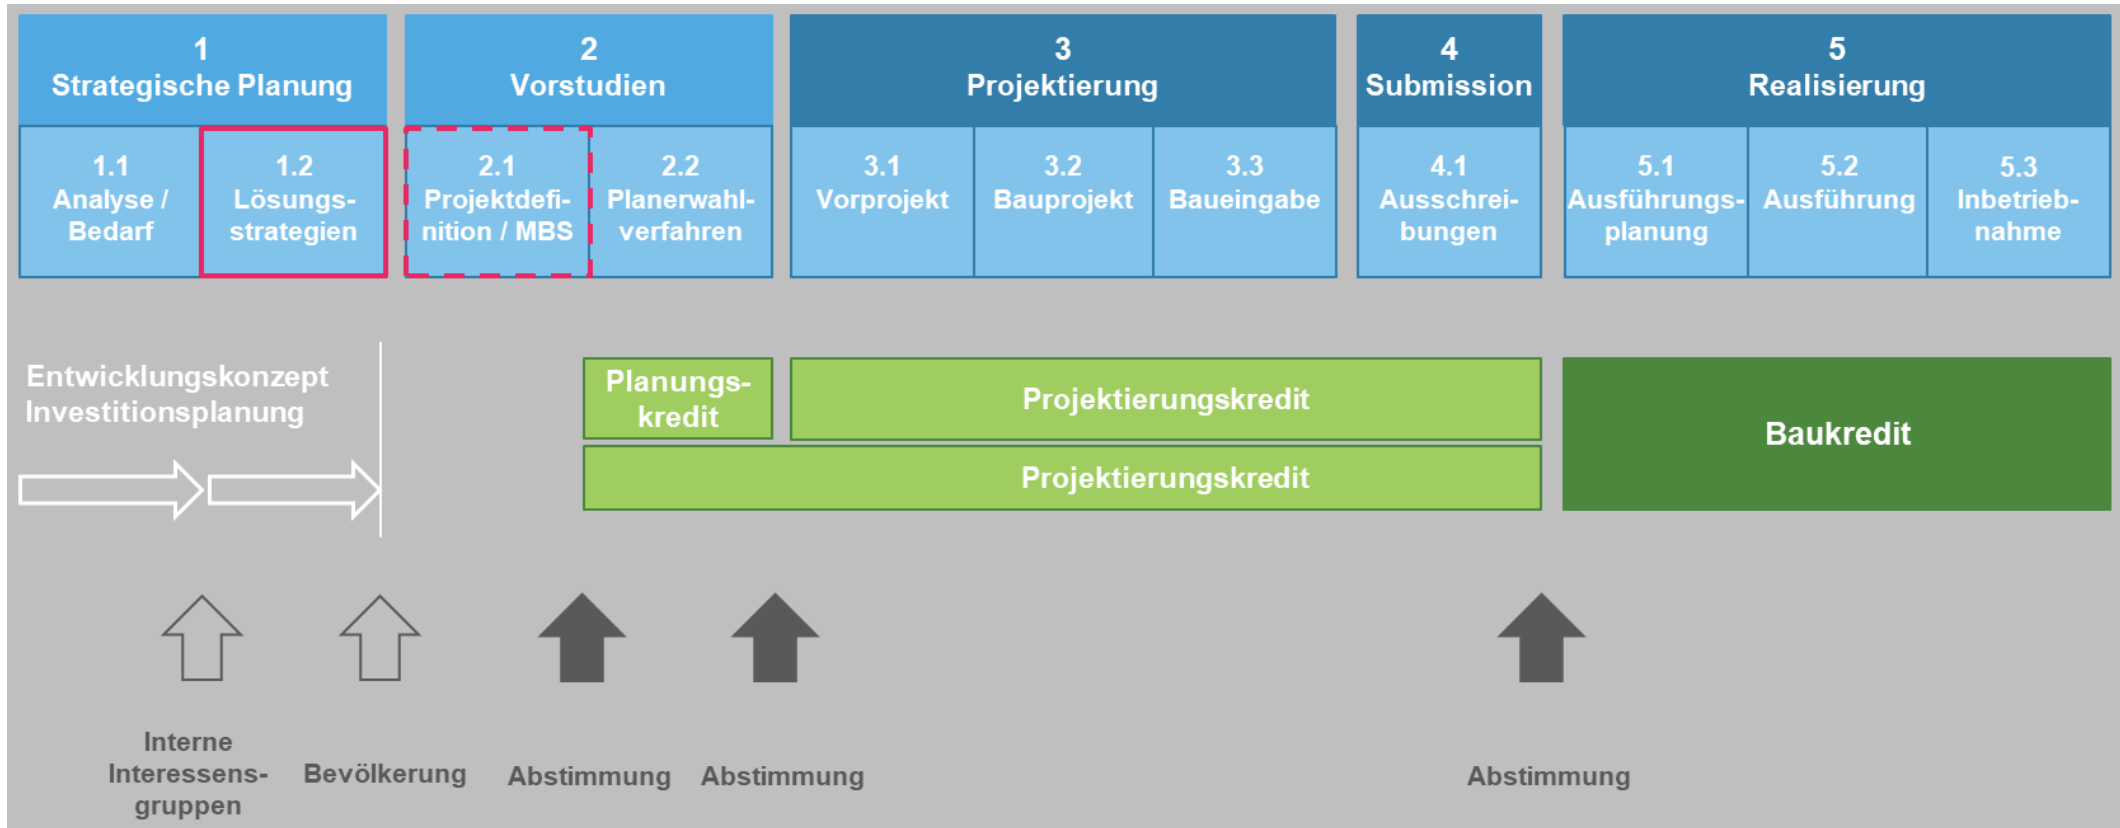 1
Strategische Planung
2
Vorstudien
3
Projektierung
4
Submission
5
Realisierung
1.1
Analyse /
Bedarf
1.2
Lösungs-
strategien
2.1
Projektdefi-
nition / MBS
2.2
Planerwahl-
verfahren
3.1
Vorprojekt
3.2
Bauprojekt
3.3
Baueingabe
4.1
Ausschrei-
bungen
5.1
Ausführungs-
planung
5.2
Ausführung
5.3
Inbetrieb-
nahme
Entwicklungskonzept
Investitionsplanung
Planungs-
kredit
Projektierungskredit
Projektierungskredit
Baukredit
Interne
Interessens-
gruppen
Bevölkerung
Abstimmung
Abstimmung
Abstimmung